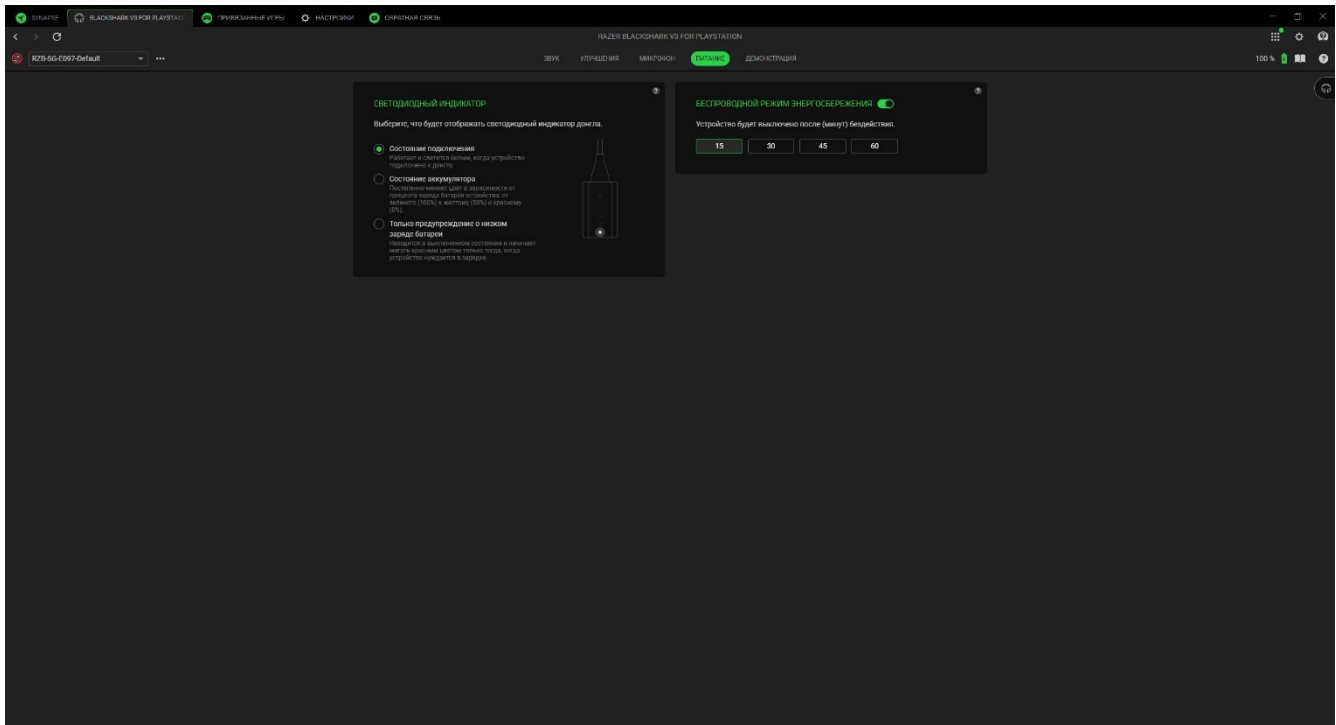 SYNAPSE
BLACKSHARK V3 FOR PLAYSTATI
ПРИВЯЗАННЫЕ ИГРЫ
НАСТРОЙКИ
ОБРАТНАЯ СВЯЗЬ
RAZER BLACKSHARK V3 FOR PLAYSTATION
RZB-SG-E097-Default
ЗВУК
УЛУЧШЕНИЯ
МИКРОФОН
ПИТАНИЕ
ДЕМОНСТРАЦИЯ
100 %
СВЕТОДИОДНЫЙ ИНДИКАТОР
Выберите, что будет отображать светодиодный индикатор донгла.
Состояние подключения
Работает и светится белым, когда устройство
подключено к донглу.
Состояние аккумулятора
Постепенно меняет цвет в зависимости от
процента заряда батареи устройства: от
зеленого (100%) к желтому (50%) и красному
(0%).
Только предупреждение о низком
заряде батареи
Находится в выключенном состоянии и начинает
мигать красным цветом только тогда, когда
устройство нуждается в зарядке.
БЕСПРОВОДНОЙ РЕЖИМ ЭНЕРГОСБЕРЕЖЕНИЯ
Устройство будет выключено после (минут) бездействия.
15
30
45
60